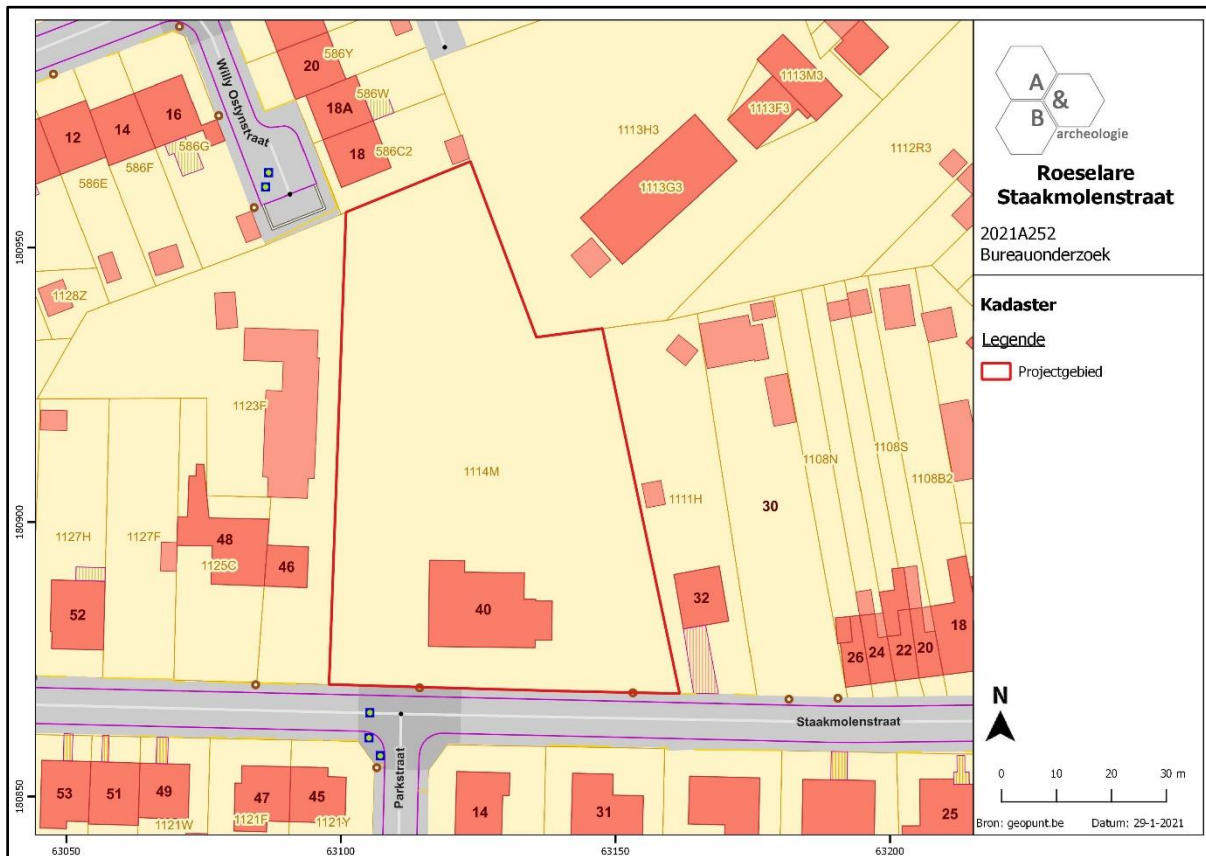 180950
180900
180850
63050
63100
63150
63200
Willy Ostynstraat
12
14
16
586E
586F
586G
586Y
20
586W
18A
18
586C2
1128Z
1113H3
1113M3
1113F3
1113G3
1112R3
1123F
1127H
1127F
48
1125C
46
52
1114M
40
1111H
32
30
1108N
1108S
1108B2
26
24
22
20
18
Staakmolenstraat
Parkstraat
53
51
49
1121W
47
1121F
45
1121Y
14
31
25
A
&
B
archeologie
Roeselare
Staakmolenstraat
2021A252
Bureauonderzoek
Kadaster
Legende
Projectgebied
N
0 10 20 30 m
Bron: geopunt.be Datum: 29-1-2021